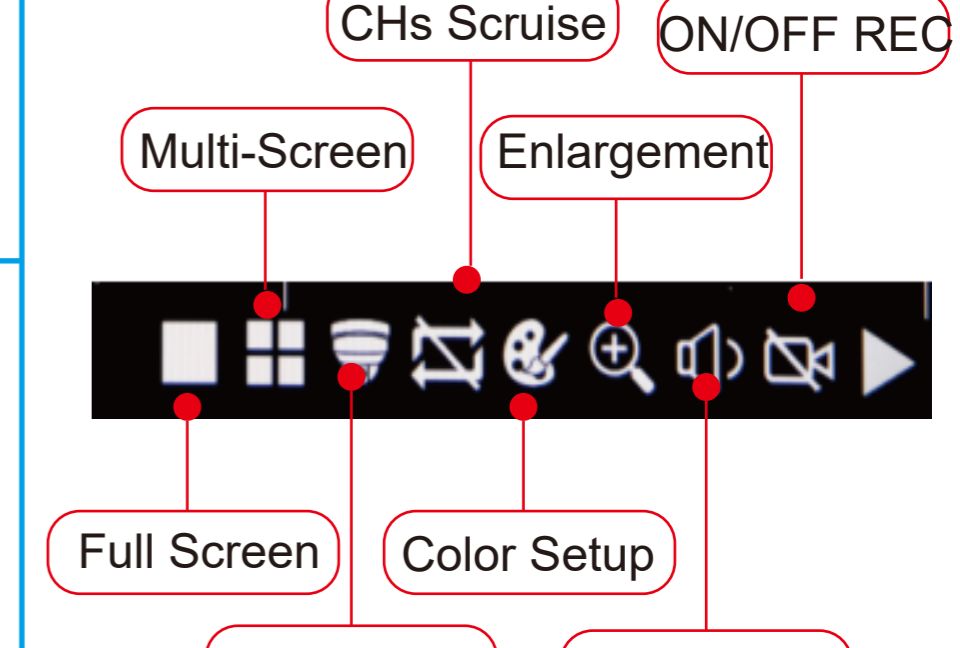 CHs Scruise
ON/OFF REC
Multi-Screen
Enlargement
Full Screen
Color Setup